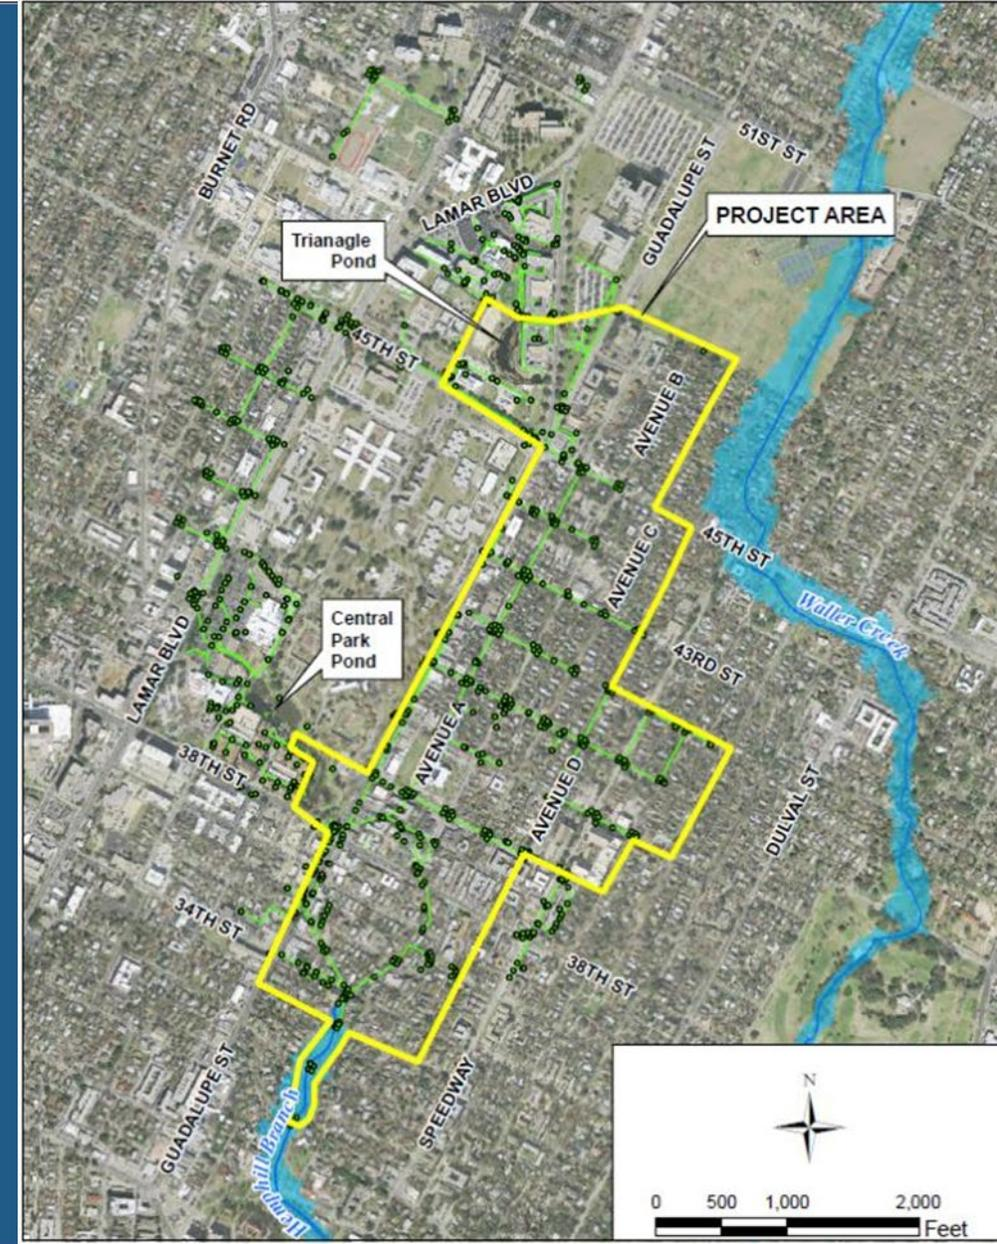 BURNET RD
51ST ST
LAMAR BLVD
GUADALUPE ST
PROJECT AREA
Trianagle
Pond
45TH ST
AVENUE B
45TH ST
AVENUE C
Waller Creek
Central
Park
Pond
LAMAR BLVD
43RD ST
AVENUE A
38TH ST
AVENUE D
DULVAL ST
34TH ST
38TH ST
GUADALUPE ST
SPEEDWAY
Hemphill Branch
N
0 500 1,000 2,000
Feet